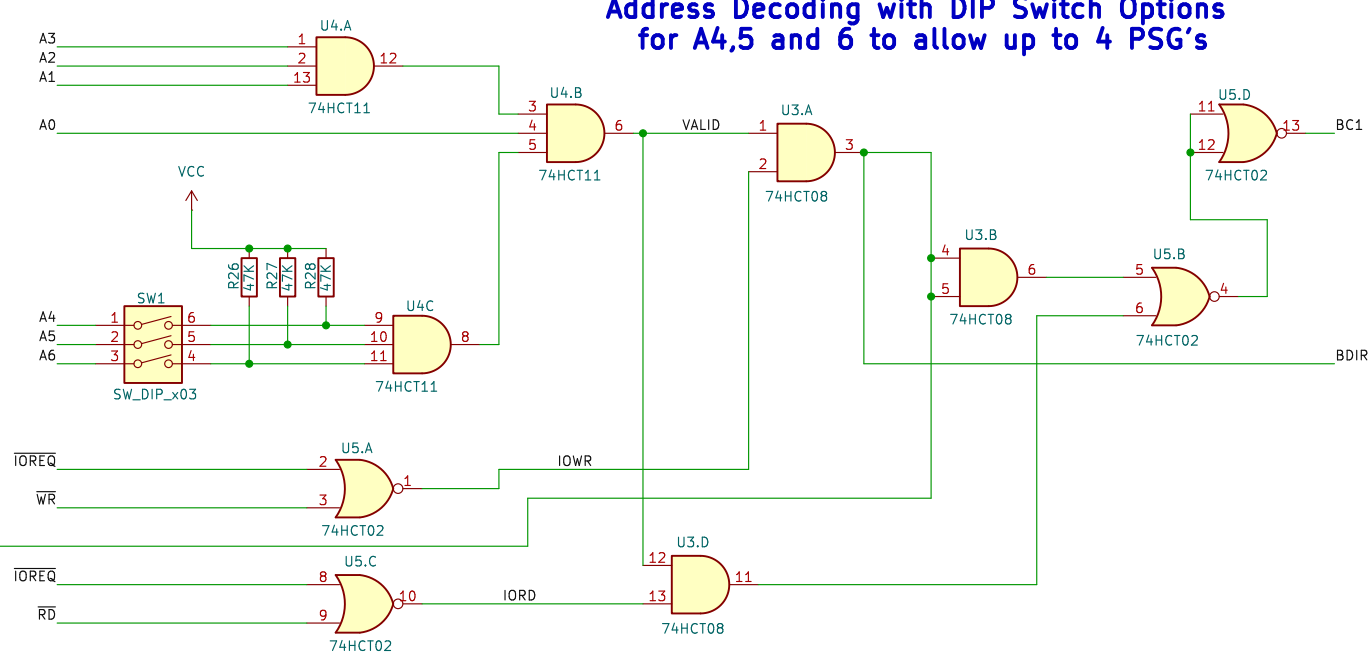 Address Decoding with DIP Switch Options
for A4,5 and 6 to allow up to 4 PSG's
U4.A
A3 1
A2 2 12
A1 13
74HCT11
U4.B
3
A0 4 6
5
74HCT11
VALID
U3.A
1
2 3
74HCT08
U5.D
11
12 13 BC1
74HCT02
VCC
R26 47K
R27 47K
R28 47K
SW1
A4 1 6
A5 2 5
A6 3 4
SW_DIP_x03
U4C
9
10 8
11
74HCT11
U3.B
4
5 6
74HCT08
U5.B
5
6 4
74HCT02
BDIR
U5.A
IOREQ 2
WR 3 1
74HCT02
IOWR
U5.C
IOREQ 8
RD 9 10
74HCT02
IORD
U3.D
12
13 11
74HCT08